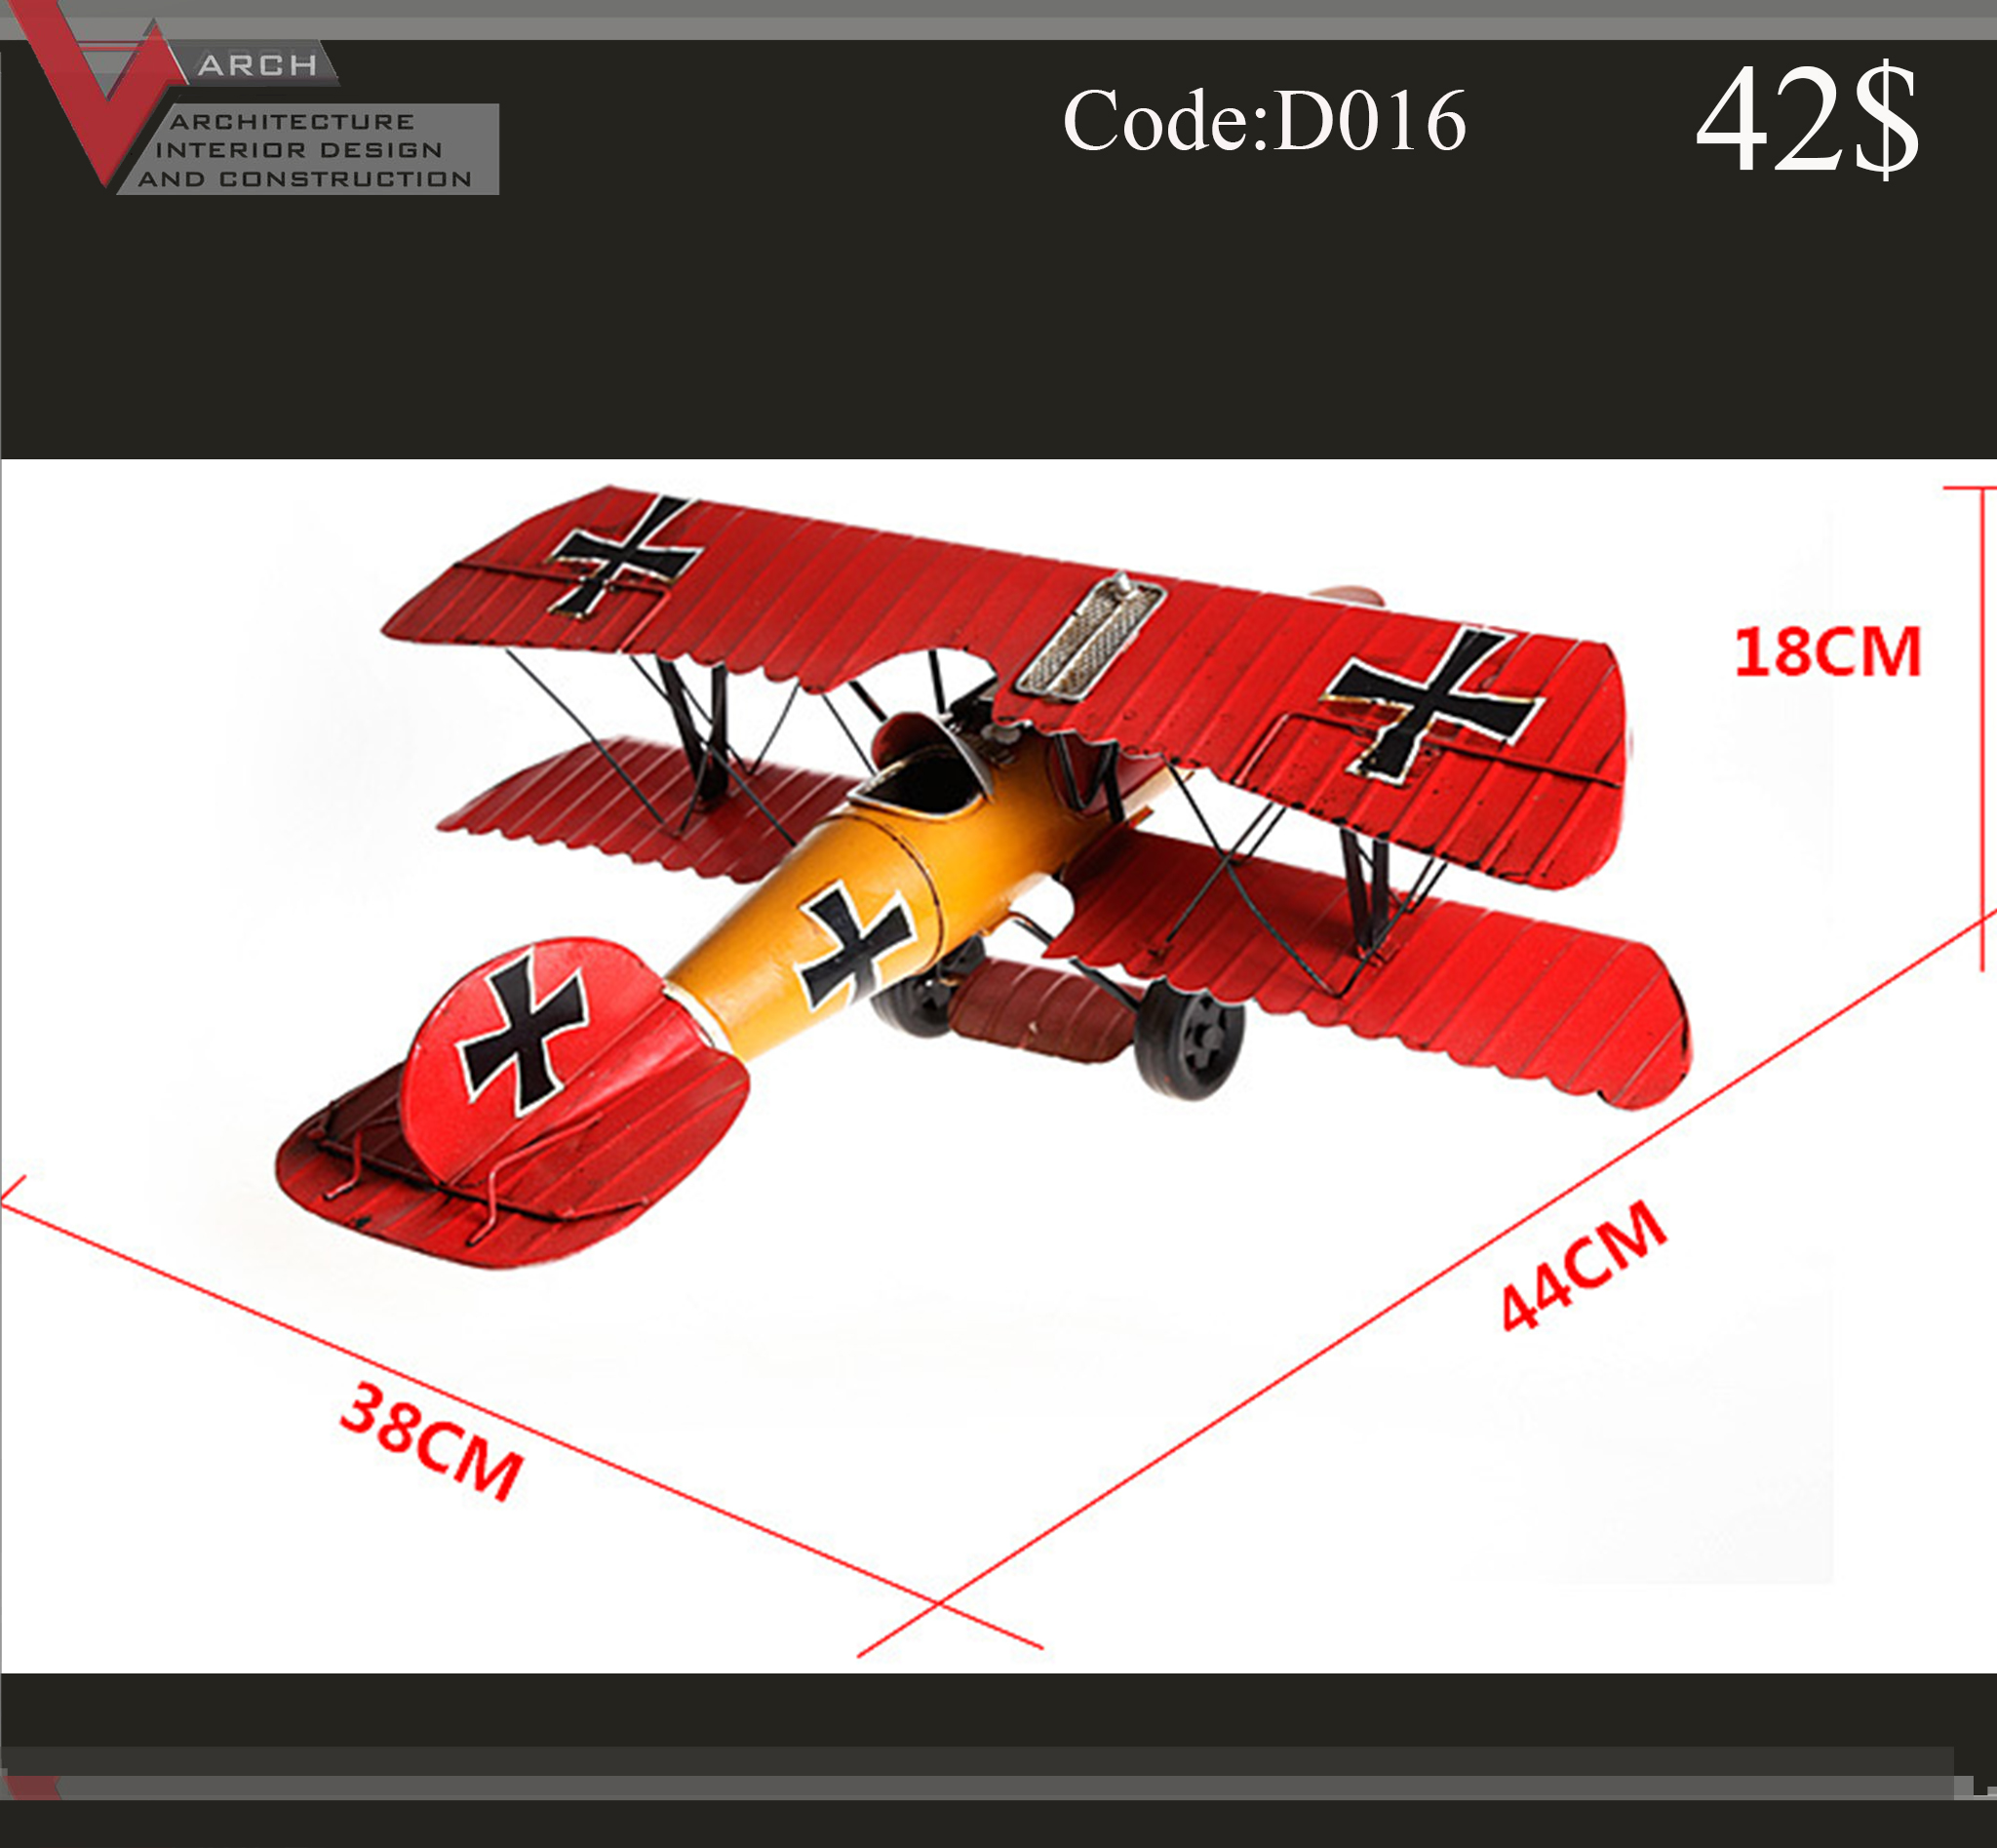 ARCH
ARCHITECTURE
INTERIOR DESIGN
AND CONSTRUCTION
Code:D016
42$
18CM
44CM
38CM